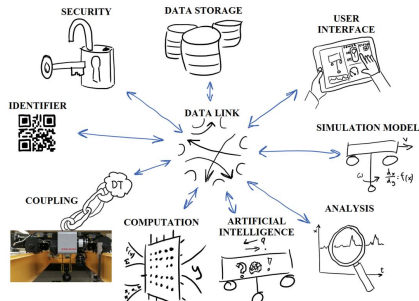 SECURITY
DATA STORAGE
USER
INTERFACE
IDENTIFIER
DATA LINK
SIMULATION MODEL
v
ω
COUPLING
DT
COMPUTATION
ARTIFICIAL
INTELLIGENCE
ANALYSIS
y
t